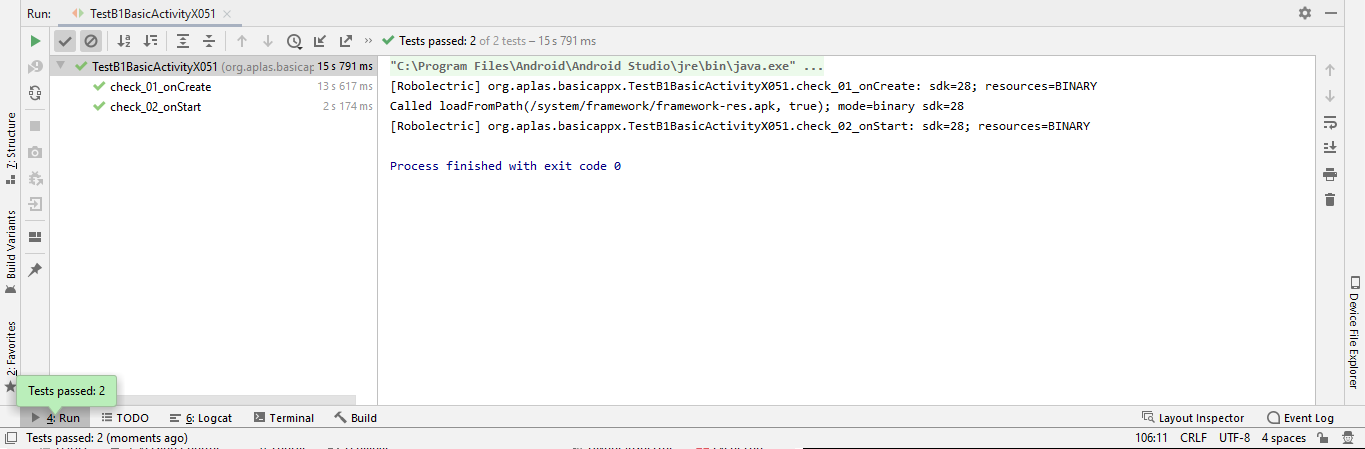 Run: TestB1BasicActivityX051
Tests passed: 2 of 2 tests – 15 s 791 ms
TestB1BasicActivityX051 (org.aplas.basicap 15 s 791 ms
check_01_onCreate 13 s 617 ms
check_02_onStart 2 s 174 ms
"C:\Program Files\Android\Android Studio\jre\bin\java.exe" ...
[Robolectric] org.aplas.basicappx.TestB1BasicActivityX051.check_01_onCreate: sdk=28; resources=BINARY
Called loadFromPath(/system/framework/framework-res.apk, true); mode=binary sdk=28
[Robolectric] org.aplas.basicappx.TestB1BasicActivityX051.check_02_onStart: sdk=28; resources=BINARY
Process finished with exit code 0
7: Structure
Build Variants
2: Favorites
Device File Explorer
Tests passed: 2
4: Run TODO 6: Logcat Terminal Build Layout Inspector Event Log
Tests passed: 2 (moments ago) 106:11 CRLF UTF-8 4 spaces